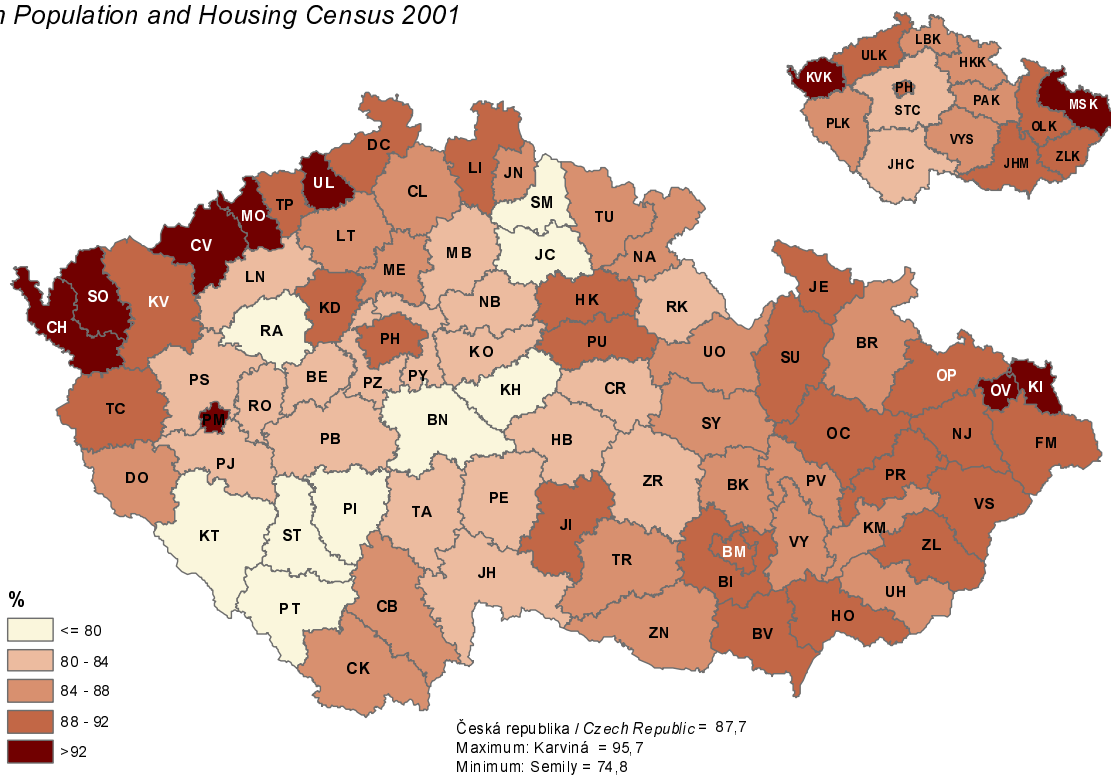 n Population and Housing Census 2001
LBK
ULK
HKK
KVK
PH
PAK
MSK
STC
PLK
OLK
VYS
JHC
JHM
ZLK
DC
LI
JN
UL
CL
SM
TP
MO
TU
LT
CV
MB
JC
NA
ME
LN
JE
SO
KV
NB
HK
KD
RK
CH
RA
PH
PU
BR
KO
UO
SU
OP
PS
BE
PZ
PY
KI
KH
CR
OV
TC
RO
PM
BN
SY
OC
NJ
PB
HB
FM
PJ
DO
PR
ZR
BK
PV
PE
VS
PI
TA
JI
KM
KT
ST
VY
ZL
BM
TR
JH
BI
UH
PT
CB
HO
ZN
BV
CK
%
<= 80
80 - 84
84 - 88
88 - 92
>92
Česká republika / Czech Republic = 87,7
Maximum: Karviná = 95,7
Minimum: Semily = 74,8